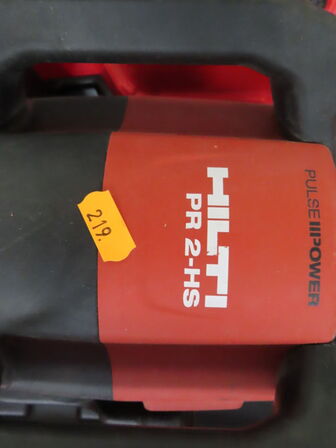 PULSE POWER
HILTI
PR 2-HS
219.